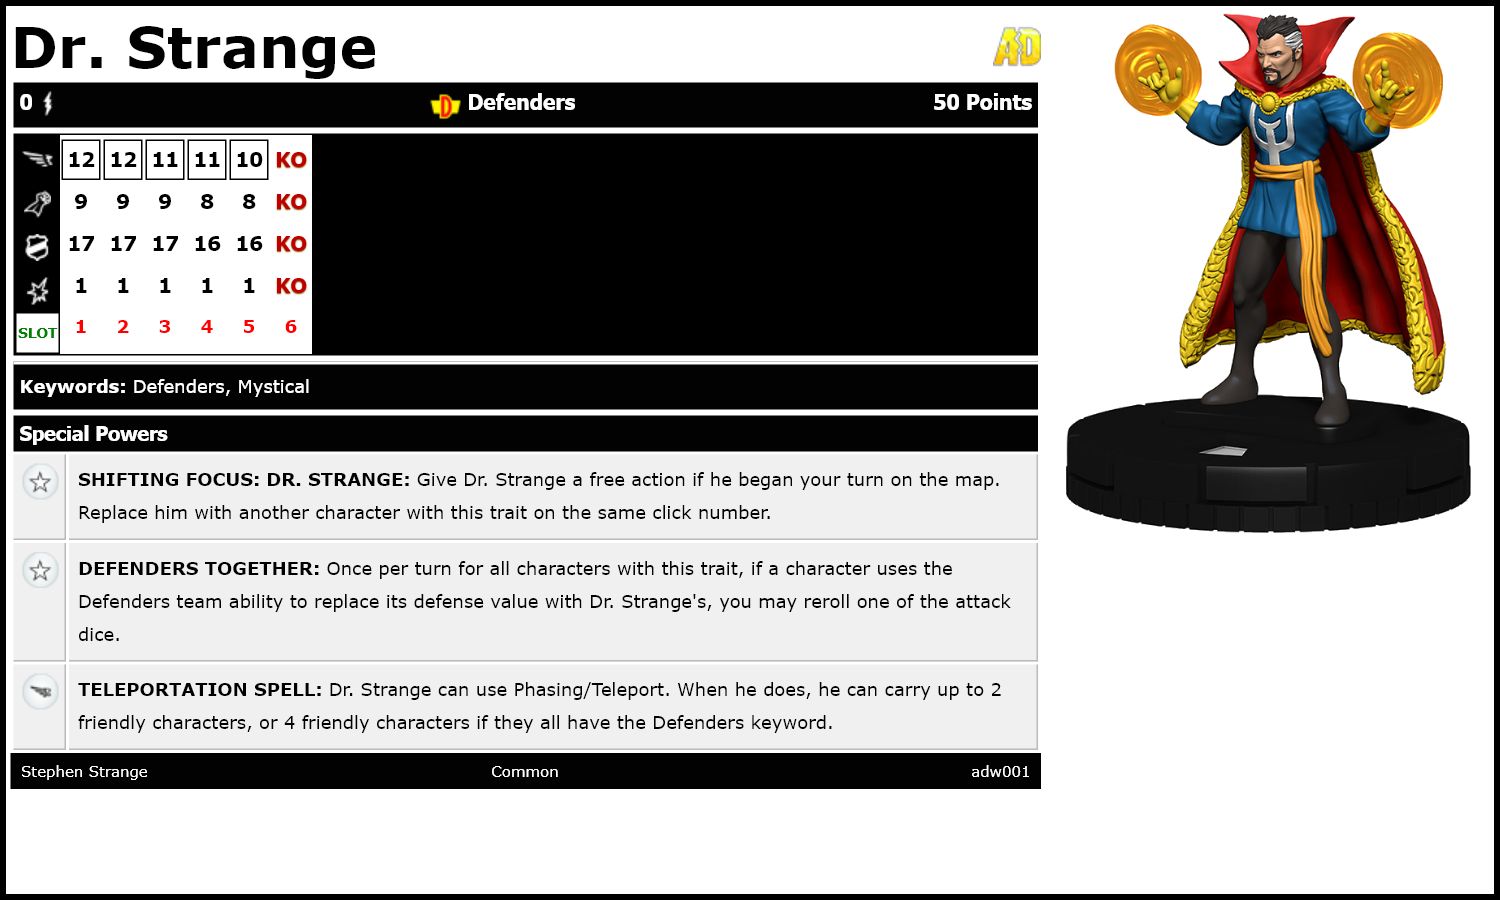 Dr. Strange
AD
0 Defenders 50 Points
12 12 11 11 10 KO
9 9 9 8 8 KO
17 17 17 16 16 KO
1 1 1 1 1 KO
SLOT 1 2 3 4 5 6
Keywords: Defenders, Mystical
Special Powers
SHIFTING FOCUS: DR. STRANGE: Give Dr. Strange a free action if he began your turn on the map.
Replace him with another character with this trait on the same click number.
DEFENDERS TOGETHER: Once per turn for all characters with this trait, if a character uses the
Defenders team ability to replace its defense value with Dr. Strange's, you may reroll one of the attack
dice.
TELEPORTATION SPELL: Dr. Strange can use Phasing/Teleport. When he does, he can carry up to 2
friendly characters, or 4 friendly characters if they all have the Defenders keyword.
Stephen Strange Common adw001